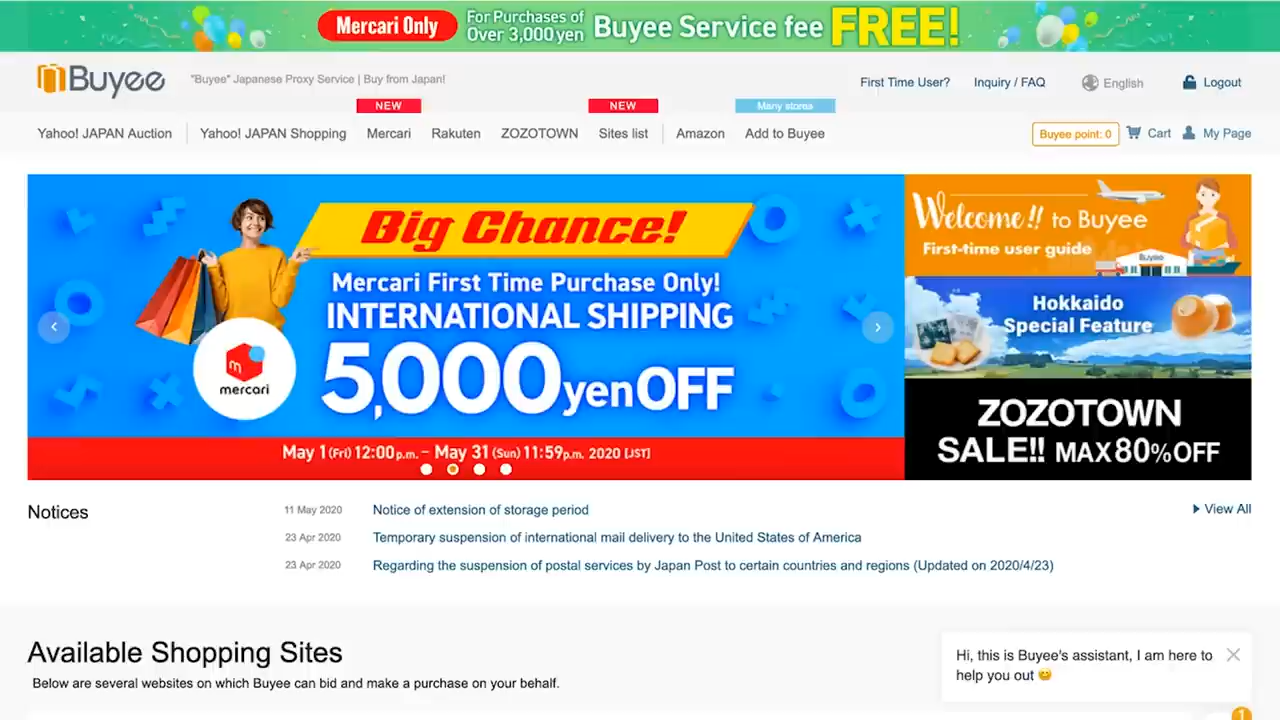 Mercari Only
For Purchases of
Over 3,000yen
Buyee Service fee FREE!
Buyee
"Buyee" Japanese Proxy Service | Buy from Japan!
First Time User?
Inquiry / FAQ
English
Logout
NEW
NEW
Many stores
Yahoo! JAPAN Auction
Yahoo! JAPAN Shopping
Mercari
Rakuten
ZOZOTOWN
Sites list
Amazon
Add to Buyee
Buyee point: 0
Cart
My Page
Big Chance!
Mercari First Time Purchase Only!
INTERNATIONAL SHIPPING
5,000yen OFF
mercari
May 1 (Fri) 12:00p.m. - May 31 (Sun) 11:59p.m. 2020 [JST]
Welcome!! to Buyee
First-time user guide
Buyee
Hokkaido
Special Feature
ZOZOTOWN
SALE!! MAX80%OFF
Notices
11 May 2020 Notice of extension of storage period
View All
23 Apr 2020 Temporary suspension of international mail delivery to the United States of America
23 Apr 2020 Regarding the suspension of postal services by Japan Post to certain countries and regions (Updated on 2020/4/23)
Available Shopping Sites
Below are several websites on which Buyee can bid and make a purchase on your behalf.
Hi, this is Buyee's assistant, I am here to
help you out 😄
1